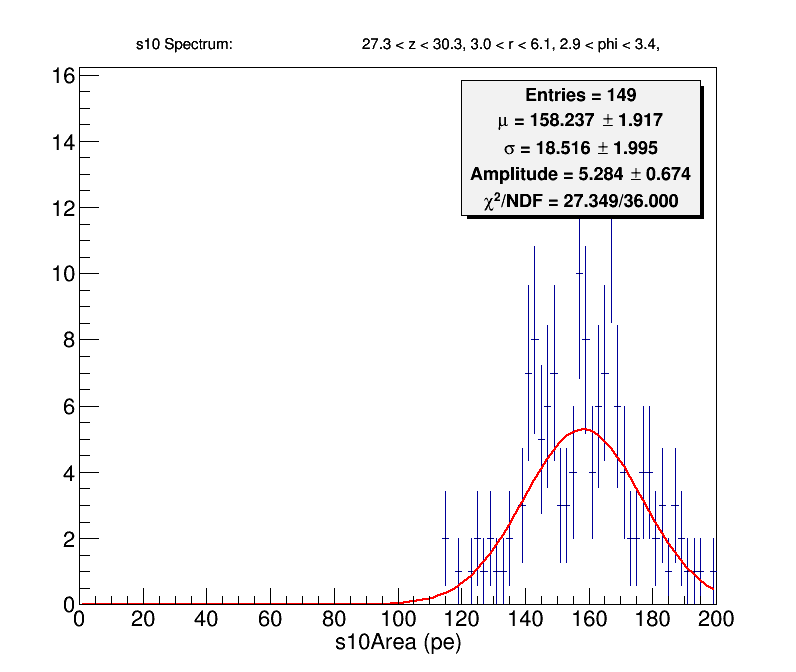 s10 Spectrum: 27.3 < z < 30.3, 3.0 < r < 6.1, 2.9 < phi < 3.4,
Entries = 149
μ = 158.237 ± 1.917
σ = 18.516 ± 1.995
Amplitude = 5.284 ± 0.674
χ²/NDF = 27.349/36.000
16
14
12
10
8
6
4
2
0
0 20 40 60 80 100 120 140 160 180 200
s10Area (pe)